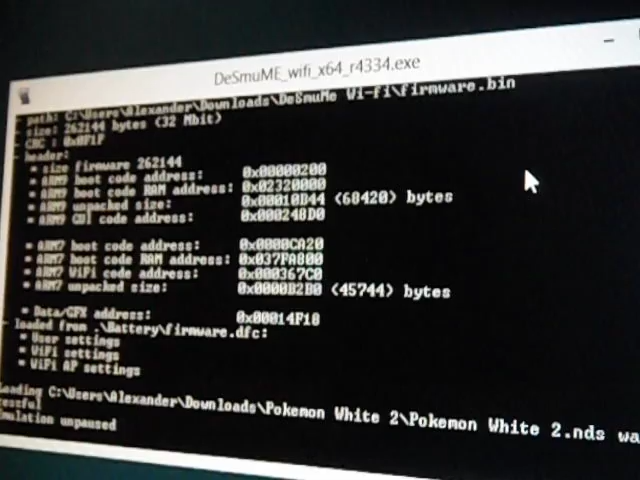 DeSmuME_wifi_x64_r4334.exe
- path: C:\Users\Alexander\Downloads\DeSmuMe Wi-fi\firmware.bin
- size: 262144 bytes (32 Mbit)
- CRC : 0x0F1F
- header:
* size firmware 262144
* ARM9 boot code address: 0x00000200
* ARM9 boot code RAM address: 0x02320000
* ARM9 unpacked size: 0x00010B44 (68420) bytes
* ARM9 GUI code address: 0x000248D0
* ARM7 boot code address: 0x0000CA20
* ARM7 boot code RAM address: 0x037FA800
* ARM7 WiFi code address: 0x000367C0
* ARM7 unpacked size: 0x0000B2B0 (45744) bytes
* Data/GFX address: 0x00014F18
- loaded from .\Battery\firmware.dfc:
* User settings
* WiFi settings
* WiFi AP settings
Loading C:\Users\Alexander\Downloads\Pokemon White 2\Pokemon White 2.nds wa
cessful
Emulation unpaused